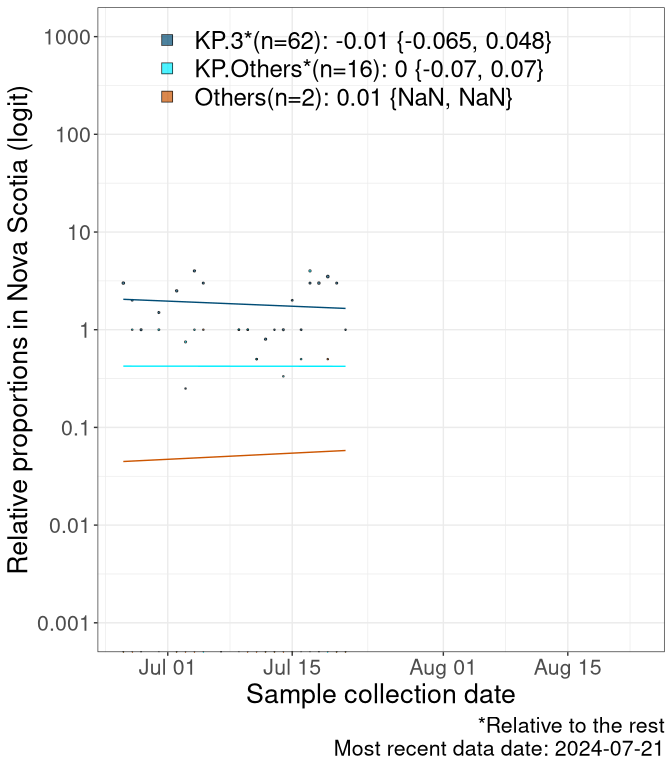 KP.3*(n=62): -0.01 {-0.065, 0.048}
KP.Others*(n=16): 0 {-0.07, 0.07}
Others(n=2): 0.01 {NaN, NaN}
Relative proportions in Nova Scotia (logit)
1000
100
10
1
0.1
0.01
0.001
Jul 01 Jul 15 Aug 01 Aug 15
Sample collection date
*Relative to the rest
Most recent data date: 2024-07-21